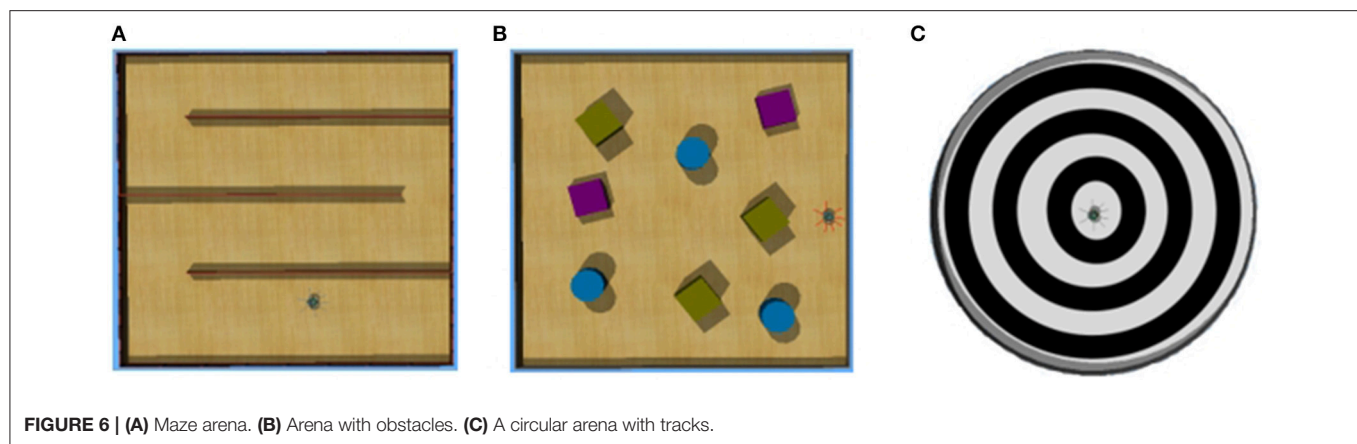 A B C
FIGURE 6 | (A) Maze arena. (B) Arena with obstacles. (C) A circular arena with tracks.